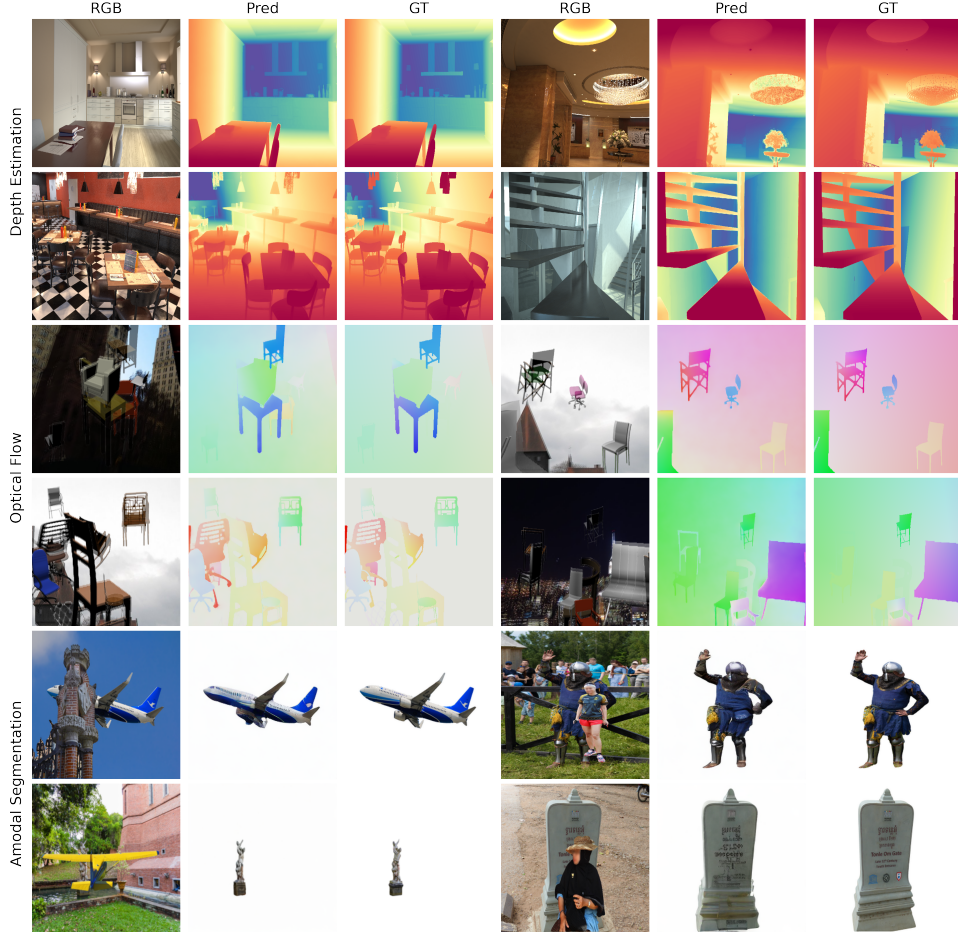 RGB Pred GT RGB Pred GT
Depth Estimation
Optical Flow
Amodal Segmentation